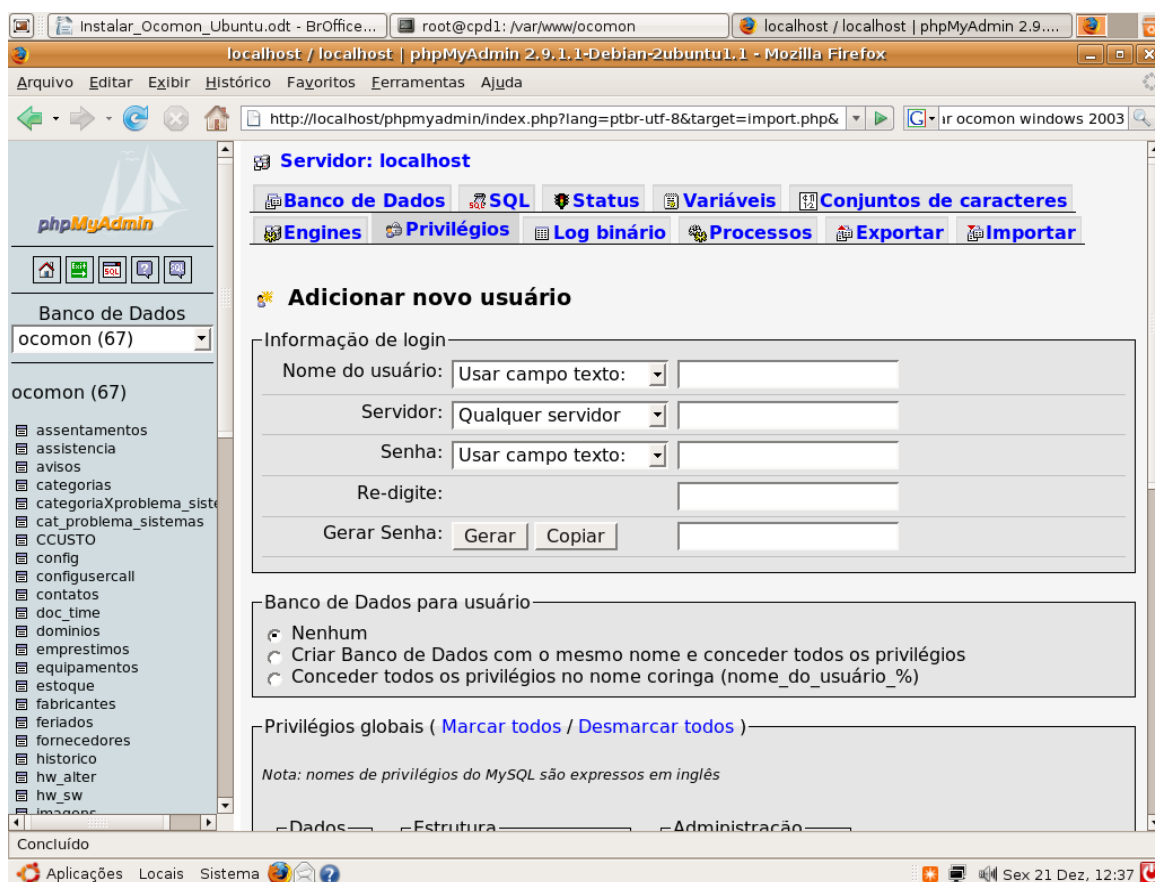 Instalar_Ocomon_Ubuntu.odt - BrOffice...
root@cpd1: /var/www/ocomon
localhost / localhost | phpMyAdmin 2.9....
localhost / localhost | phpMyAdmin 2.9.1.1-Debian-2ubuntu1.1 - Mozilla Firefox
Arquivo Editar Exibir Histórico Favoritos Ferramentas Ajuda
http://localhost/phpmyadmin/index.php?lang=ptbr-utf-8&target=import.php&
ocomon windows 2003
phpMyAdmin
Exit
SQL
SQL
Banco de Dados
ocomon (67)
ocomon (67)
assentamentos
assistencia
avisos
categorias
categoriaXproblema_siste
cat_problema_sistemas
CCUSTO
config
configusercall
contatos
doc_time
dominios
emprestimos
equipamentos
estoque
fabricantes
feriados
fornecedores
historico
hw_alter
hw_sw
imagens
Servidor: localhost
Banco de Dados SQL Status Variáveis Conjuntos de caracteres
Engines Privilégios Log binário Processos Exportar Importar
Adicionar novo usuário
Informação de login
Nome do usuário: Usar campo texto:
Servidor: Qualquer servidor
Senha: Usar campo texto:
Re-digite:
Gerar Senha: Gerar Copiar
Banco de Dados para usuário
Nenhum
Criar Banco de Dados com o mesmo nome e conceder todos os privilégios
Conceder todos os privilégios no nome coringa (nome_do_usuário_%)
Privilégios globais ( Marcar todos / Desmarcar todos )
Nota: nomes de privilégios do MySQL são expressos em inglês
Dados Estrutura Administração
Concluído
Aplicações Locais Sistema
Sex 21 Dez, 12:37